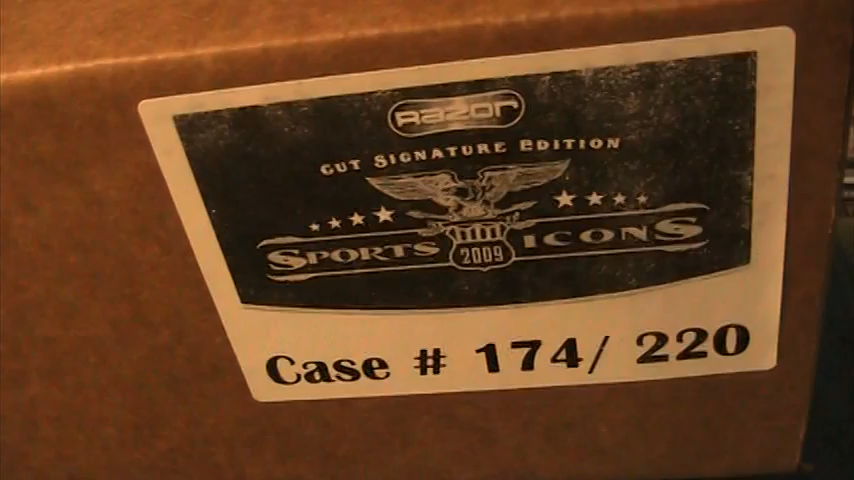 Razor
CUT SIGNATURE EDITION
SPORTS 2009 ICONS
Case # 174/ 220